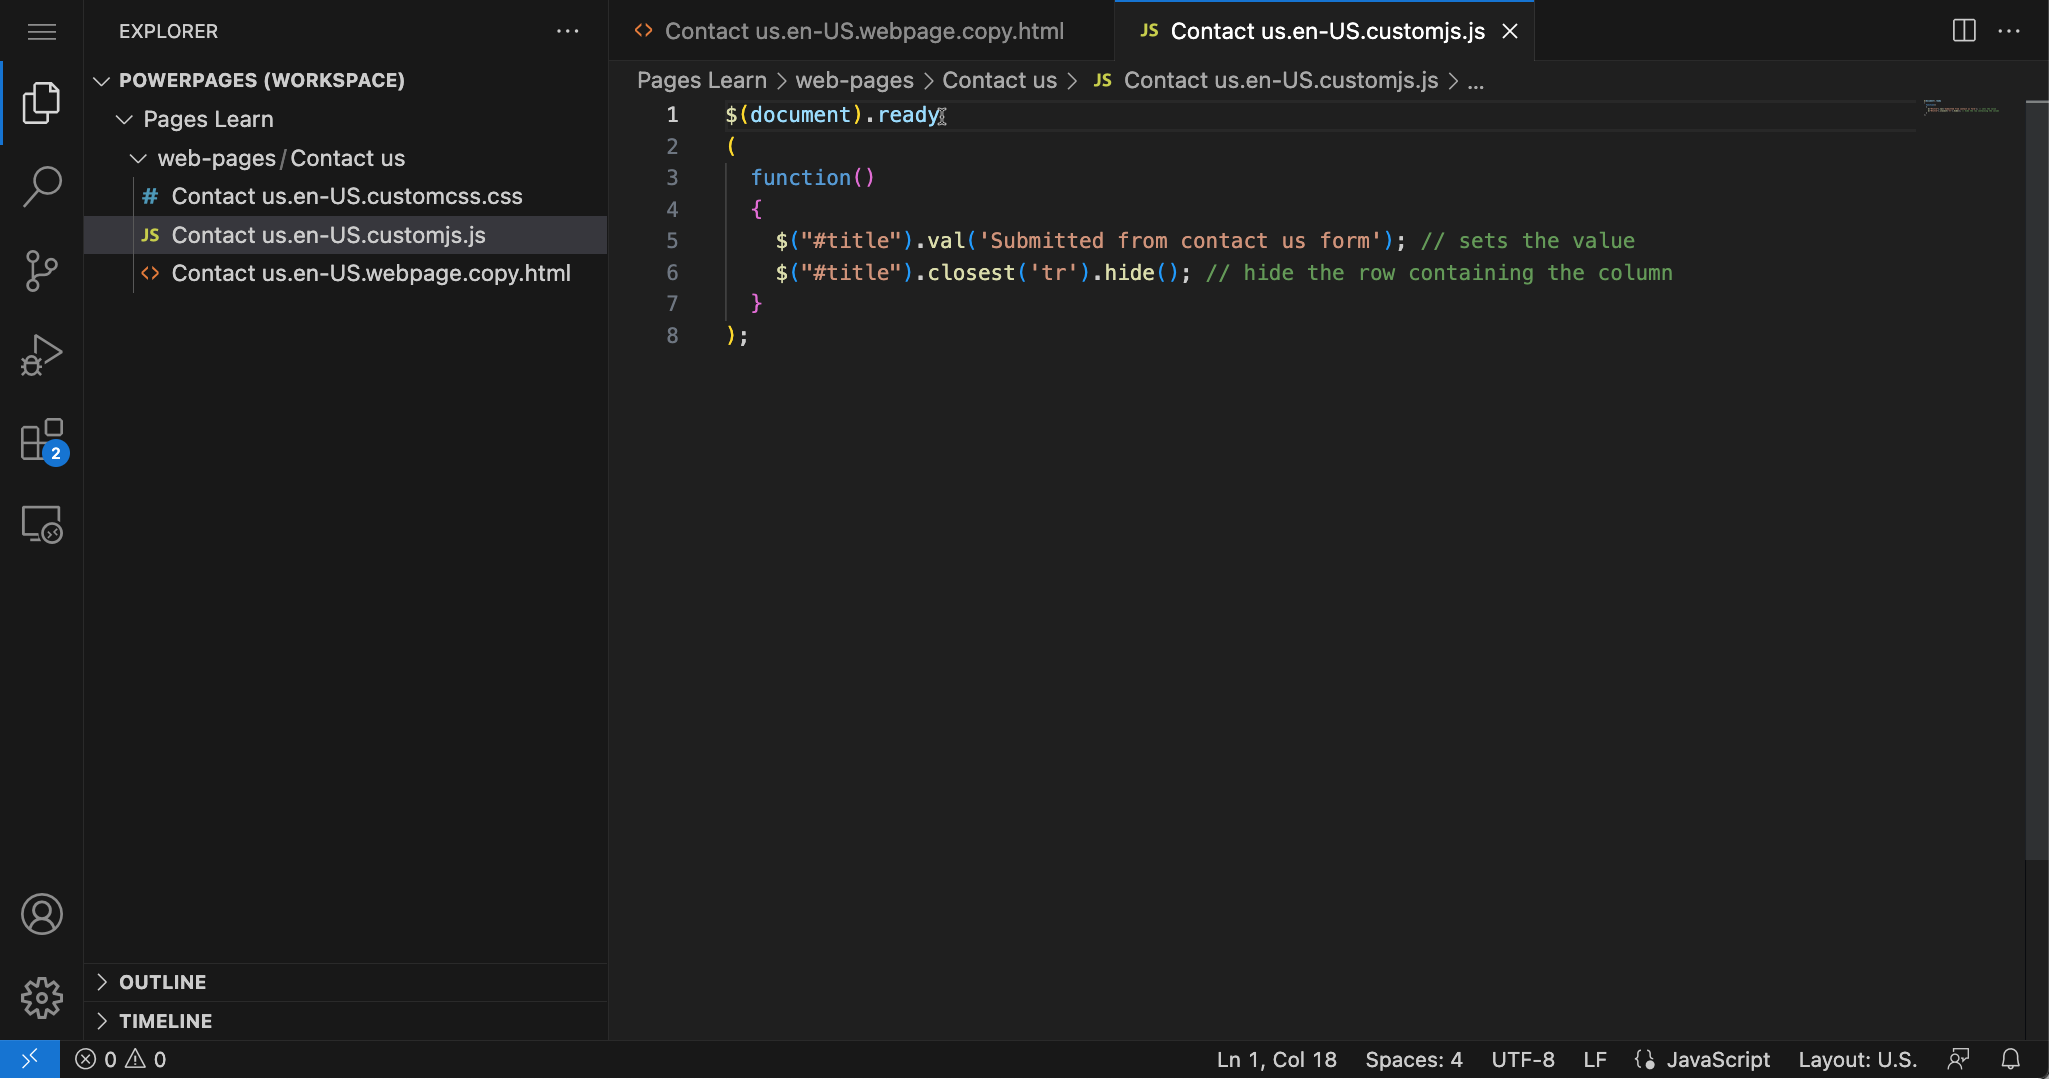 EXPLORER
POWERPAGES (WORKSPACE)
Pages Learn
web-pages/Contact us
# Contact us.en-US.customcss.css
JS Contact us.en-US.customjs.js
<> Contact us.en-US.webpage.copy.html
2
OUTLINE
TIMELINE
<> Contact us.en-US.webpage.copy.html
JS Contact us.en-US.customjs.js
Pages Learn > web-pages > Contact us > JS Contact us.en-US.customjs.js > ...
1 $(document).ready
2 (
3 function()
4 {
5 $("#title").val('Submitted from contact us form'); // sets the value
6 $("#title").closest('tr').hide(); // hide the row containing the column
7 }
8 );
0 0
Ln 1, Col 18 Spaces: 4 UTF-8 LF JavaScript Layout: U.S.